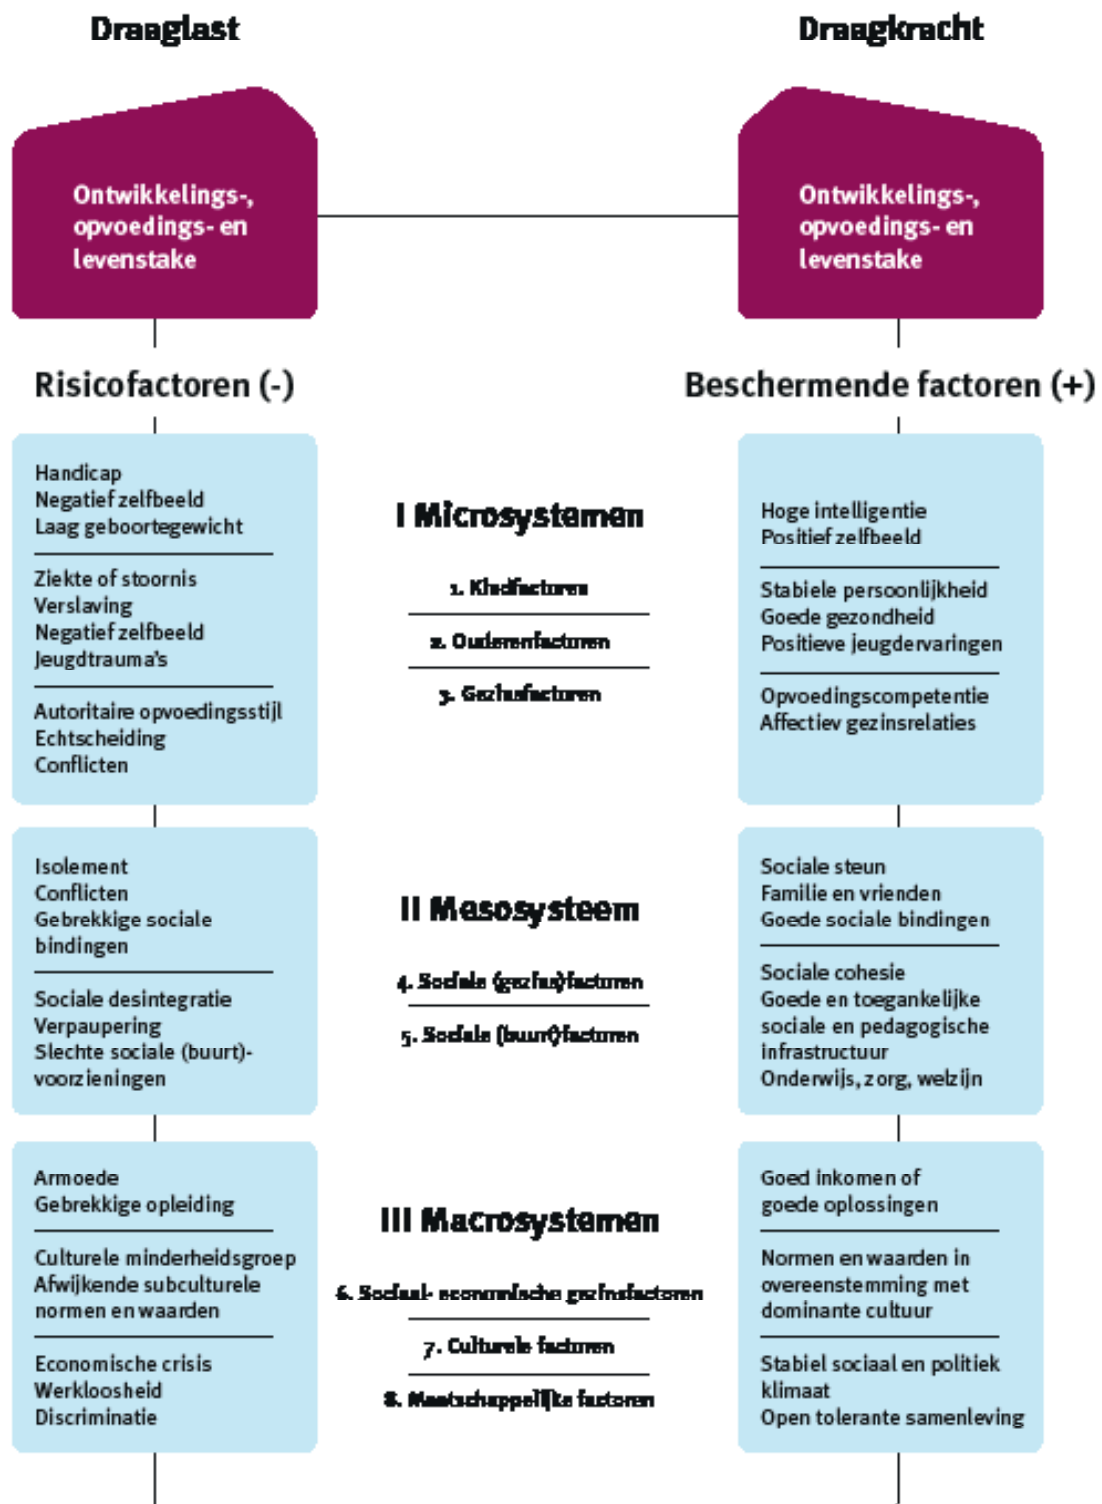 Draaglast
Draagkracht
Ontwikkelings-,
opvoedings- en
levenstake
Ontwikkelings-,
opvoedings- en
levenstake
Risicofactoren (-)
Beschermende factoren (+)
Handicap
Negatief zelfbeeld
Laag geboortegewicht
Ziekte of stoornis
Verslaving
Negatief zelfbeeld
Jeugdtrauma's
Autoritaire opvoedingsstijl
Echtscheiding
Conflicten
I Microsystemen
1. Kindfactoren
2. Ouderenfactoren
3. Gezinsfactoren
Hoge intelligentie
Positief zelfbeeld
Stabiele persoonlijkheid
Goede gezondheid
Positieve jeugdervaringen
Opvoedingscompetentie
Affectiev gezinsrelaties
Isolement
Conflicten
Gebrekkige sociale
bindingen
Sociale desintegratie
Verpaupering
Slechte sociale (buurt)-
voorzieningen
II Mesosysteem
4. Sociale (gezins)factoren
5. Sociale (buurt)factoren
Sociale steun
Familie en vrienden
Goede sociale bindingen
Sociale cohesie
Goede en toegankelijke
sociale en pedagogische
infrastructuur
Onderwijs, zorg, welzijn
Armoede
Gebrekkige opleiding
Culturele minderheidsgroep
Afwijkende subculturele
normen en waarden
Economische crisis
Werkloosheid
Discriminatie
III Macrosystemen
6. Sociaal- economische gezinsfactoren
7. Culturele factoren
8. Maatschappelijke factoren
Goed inkomen of
goede oplossingen
Normen en waarden in
overeenstemming met
dominante cultuur
Stabiel sociaal en politiek
klimaat
Open tolerante samenleving